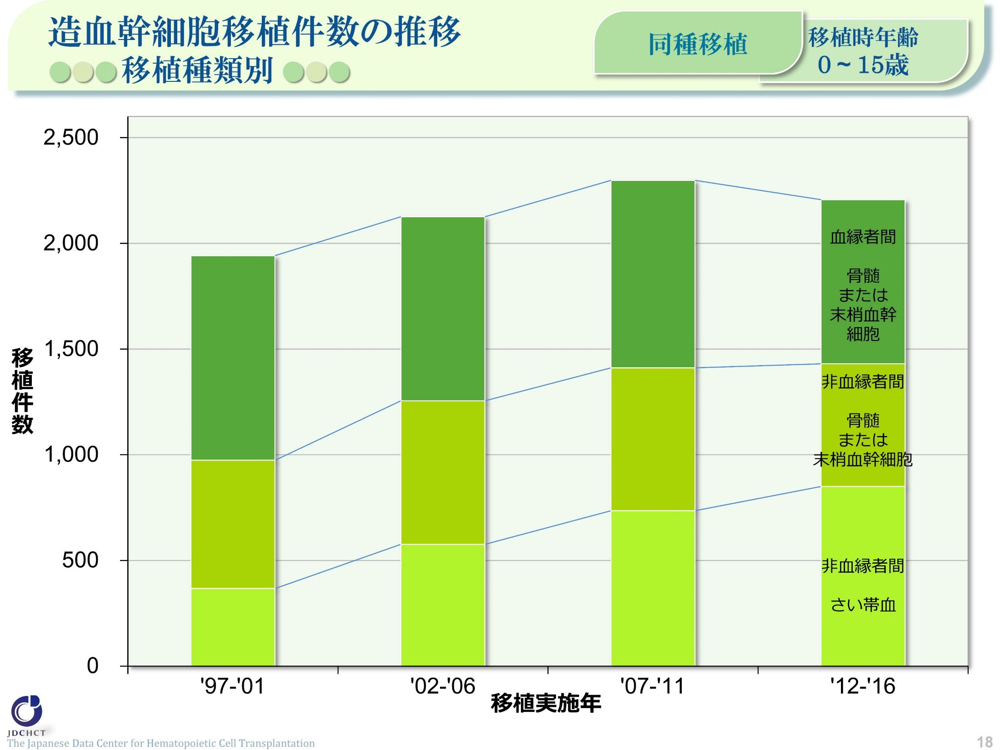 造血幹細胞移植件数の推移
移植種類別
同種移植
移植時年齢
0 ~ 15歳
2,500
2,000
1,500
1,000
500
0
移植件数
血縁者間
骨髄
または
末梢血幹
細胞
非血縁者間
骨髄
または
末梢血幹細胞
非血縁者間
さい帯血
'97-'01
'02-'06
'07-'11
'12-'16
移植実施年
JDCHCT
The Japanese Data Center for Hematopoietic Cell Transplantation
18